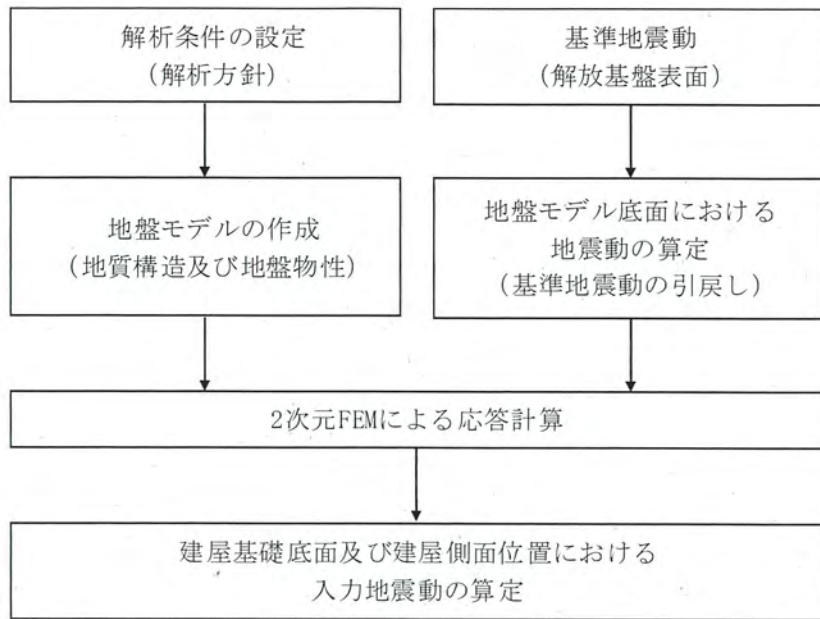 解析条件の設定
(解析方針)
基準地震動
(解放基盤表面)
地盤モデルの作成
(地質構造及び地盤物性)
地盤モデル底面における
地震動の算定
(基準地震動の引戻し)
2次元FEMによる応答計算
建屋基礎底面及び建屋側面位置における
入力地震動の算定